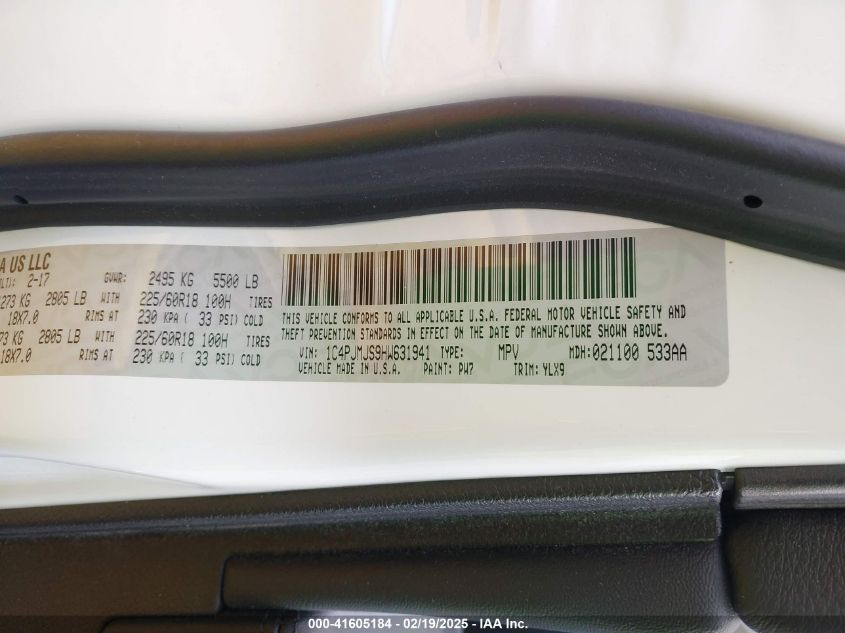 A US LLC
2-17 GVWR: 2495 KG 5500 LB
273 KG 2805 LB WITH 225/60R18 100H TIRES
18X7.0 RIMS AT 230 KPA ( 33 PSI) COLD
73 KG 2805 LB WITH 225/60R18 100H TIRES
18X7.0 RIMS AT 230 KPA ( 33 PSI) COLD
THIS VEHICLE CONFORMS TO ALL APPLICABLE U.S.A. FEDERAL MOTOR VEHICLE SAFETY AND
THEFT PREVENTION STANDARDS IN EFFECT ON THE DATE OF MANUFACTURE SHOWN ABOVE.
VIN: 1C4PJMJS9HW631941 TYPE: MPV MDH:021100 533AA
VEHICLE MADE IN U.S.A. PAINT: PW7 TRIM: YLX9
000-41605184 - 02/19/2025 - IAA Inc.